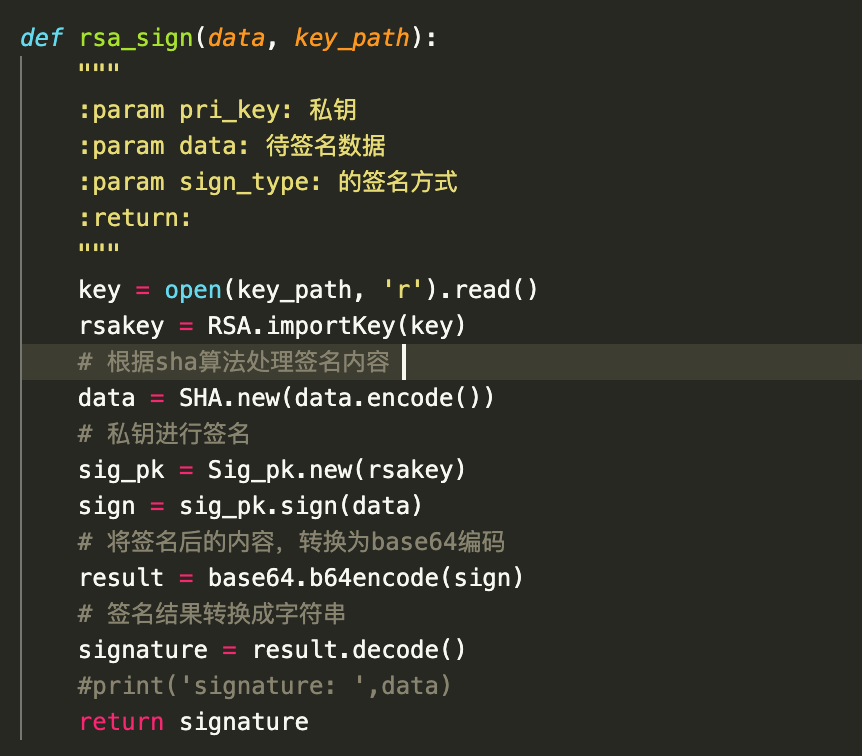 def rsa_sign(data, key_path):
    """
    :param pri_key: 私钥
    :param data: 待签名数据
    :param sign_type: 的签名方式
    :return:
    """
    key = open(key_path, 'r').read()
    rsakey = RSA.importKey(key)
    # 根据sha算法处理签名内容
    data = SHA.new(data.encode())
    # 私钥进行签名
    sig_pk = Sig_pk.new(rsakey)
    sign = sig_pk.sign(data)
    # 将签名后的内容，转换为base64编码
    result = base64.b64encode(sign)
    # 签名结果转换成字符串
    signature = result.decode()
    #print('signature: ',data)
    return signature